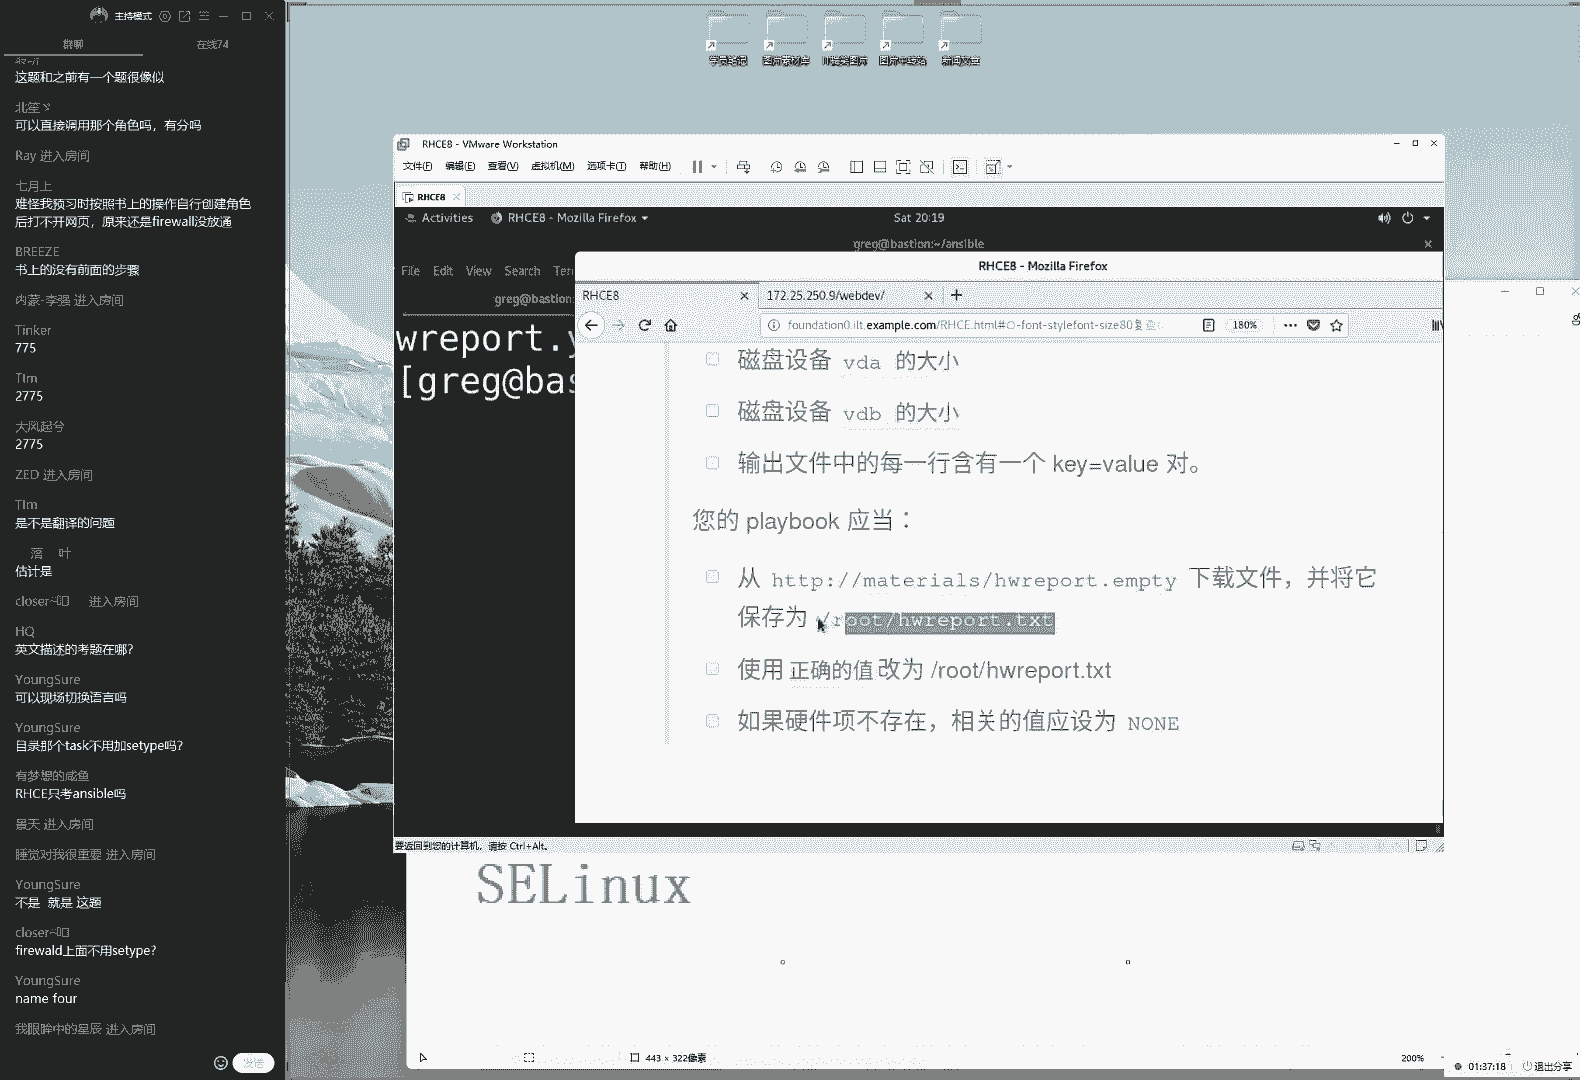 主持模式
群聊
在线74
这题和之前有一个题很像似
北笙
可以直接调用那个角色吗，有分吗
Ray 进入房间
七月上
难怪我预习时按照书上的操作自行创建角色
后打不开网页，原来还是firewall没放通
BREEZE
书上的没有前面的步骤
内蒙-李强 进入房间
Tinker
775
Tim
2775
大风起兮
2775
ZED 进入房间
Tim
是不是翻译的问题
落 叶
估计是
closer 进入房间
HQ
英文描述的考题在哪?
YoungSure
可以现场切换语言吗
YoungSure
目录那个task不用加setype吗?
有梦想的咸鱼
RHCE只考ansible吗
景天 进入房间
睡觉对我很重要 进入房间
YoungSure
不是 就是 这题
closer
firewald上面不用setype?
YoungSure
name four
我眼眸中的星辰 进入房间
发送
学员笔记
图片素材库
新闻文案
RHCE8 - VMware Workstation
文件(F) 编辑(E) 查看(V) 虚拟机(M) 选项卡(T) 帮助(H)
RHCE8
Activities
RHCE8 - Mozilla Firefox
Sat 20:19
greg@bastion:~/ansible
File Edit View Search Ter
greg@bastion:
wreport.y
[greg@bas
RHCE8 - Mozilla Firefox
RHCE8
172.25.250.9/webdev/
foundation0.ilt.example.com/RHCE.html#
180%
磁盘设备 vda 的大小
磁盘设备 vdb 的大小
输出文件中的每一行含有一个 key=value 对。
您的 playbook 应当：
从 http://materials/hwreport.empty 下载文件，并将它
保存为 /root/hwreport.txt
使用 正确的值 改为 /root/hwreport.txt
如果硬件项不存在，相关的值应设为 NONE
要返回到您的计算机，请按 Ctrl+Alt。
SELinux
443 × 322像素
200%
01:37:18
退出分享